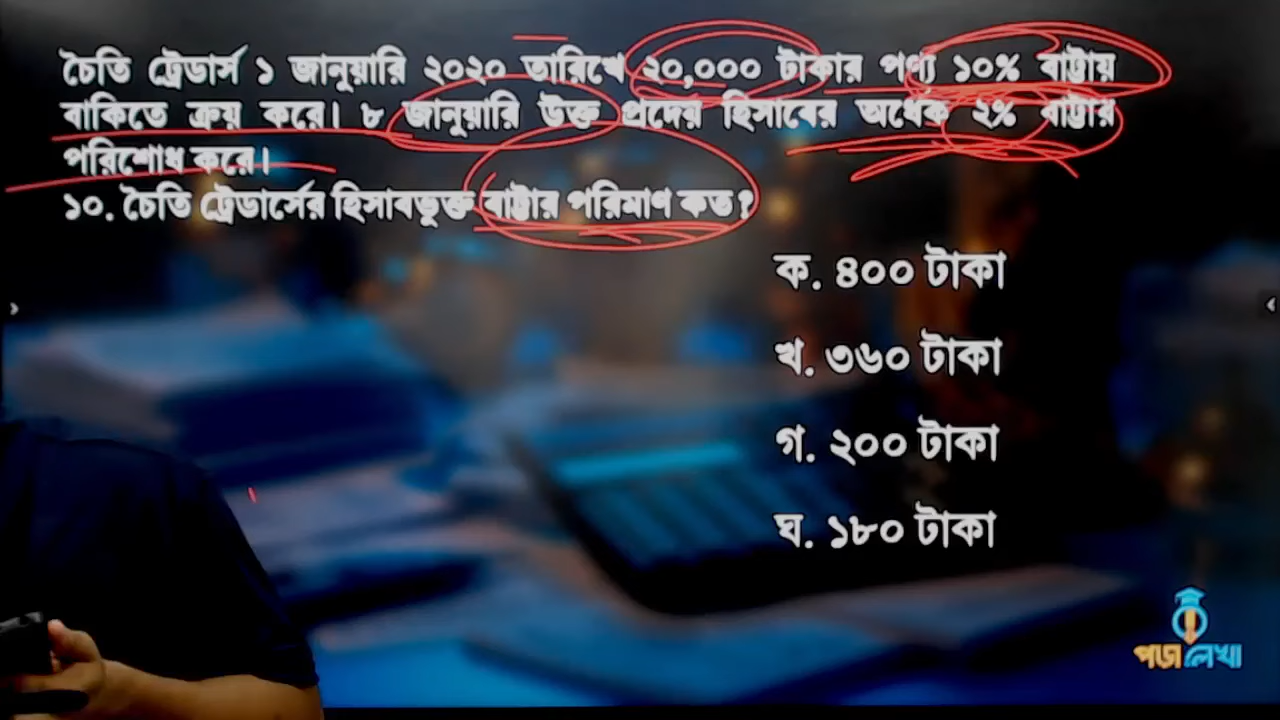 চৈতি ট্রেডার্স ১ জানুয়ারি ২০২০ তারিখে ২০,০০০ টাকার পণ্য ১০% বাট্টায়
বাকিতে ক্রয় করে। ৮ জানুয়ারি উক্ত প্রদেয় হিসাবের অর্ধেক ২% বাট্টার
পরিশোধ করে।
১০. চৈতি ট্রেডার্সের হিসাবভূক্ত বাট্টার পরিমাণ কত?
ক. ৪০০ টাকা
খ. ৩৬০ টাকা
গ. ২০০ টাকা
ঘ. ১৮০ টাকা
পড়ালেখা